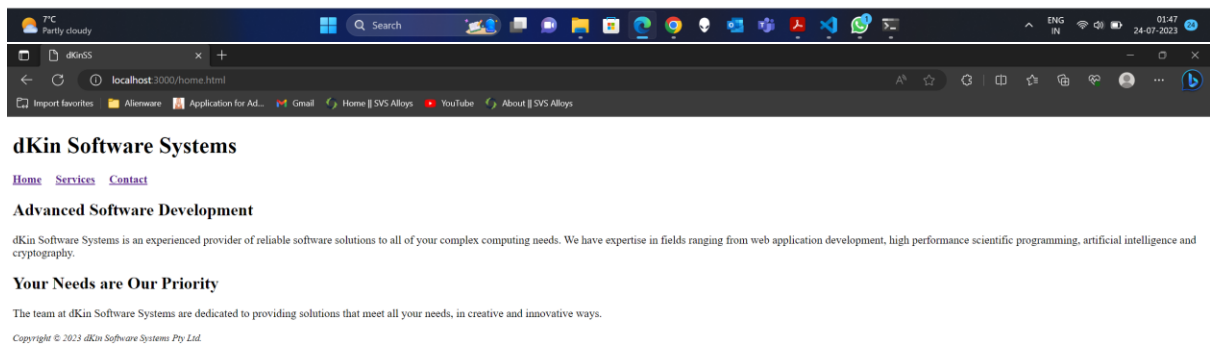 7°C
Partly cloudy
Search
ENG
IN
01:47
24-07-2023
dKinSS
localhost:3000/home.html
Import favorites Alienware Application for Ad... Gmail Home || SVS Alloys YouTube About || SVS Alloys
dKin Software Systems
Home Services Contact
Advanced Software Development
dKin Software Systems is an experienced provider of reliable software solutions to all of your complex computing needs. We have expertise in fields ranging from web application development, high performance scientific programming, artificial intelligence and
cryptography.
Your Needs are Our Priority
The team at dKin Software Systems are dedicated to providing solutions that meet all your needs, in creative and innovative ways.
Copyright © 2023 dKin Software Systems Pty Ltd.